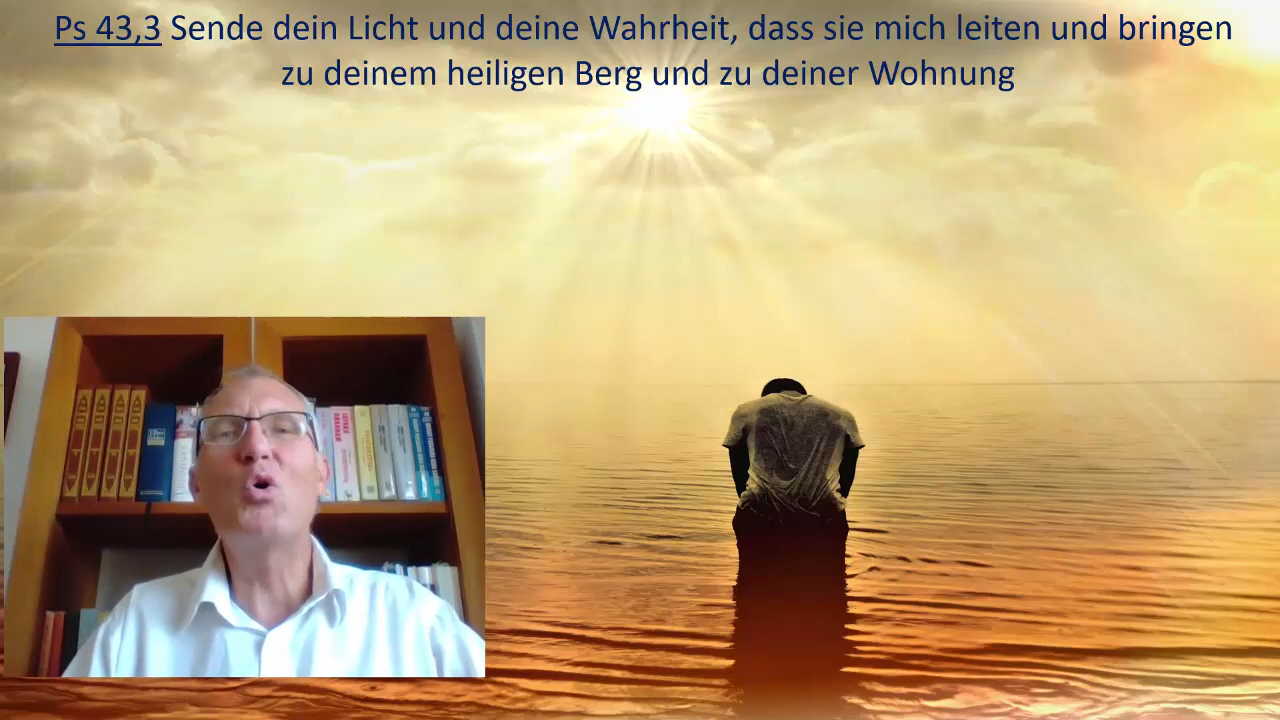 Ps 43,3 Sende dein Licht und deine Wahrheit, dass sie mich leiten und bringen
zu deinem heiligen Berg und zu deiner Wohnung